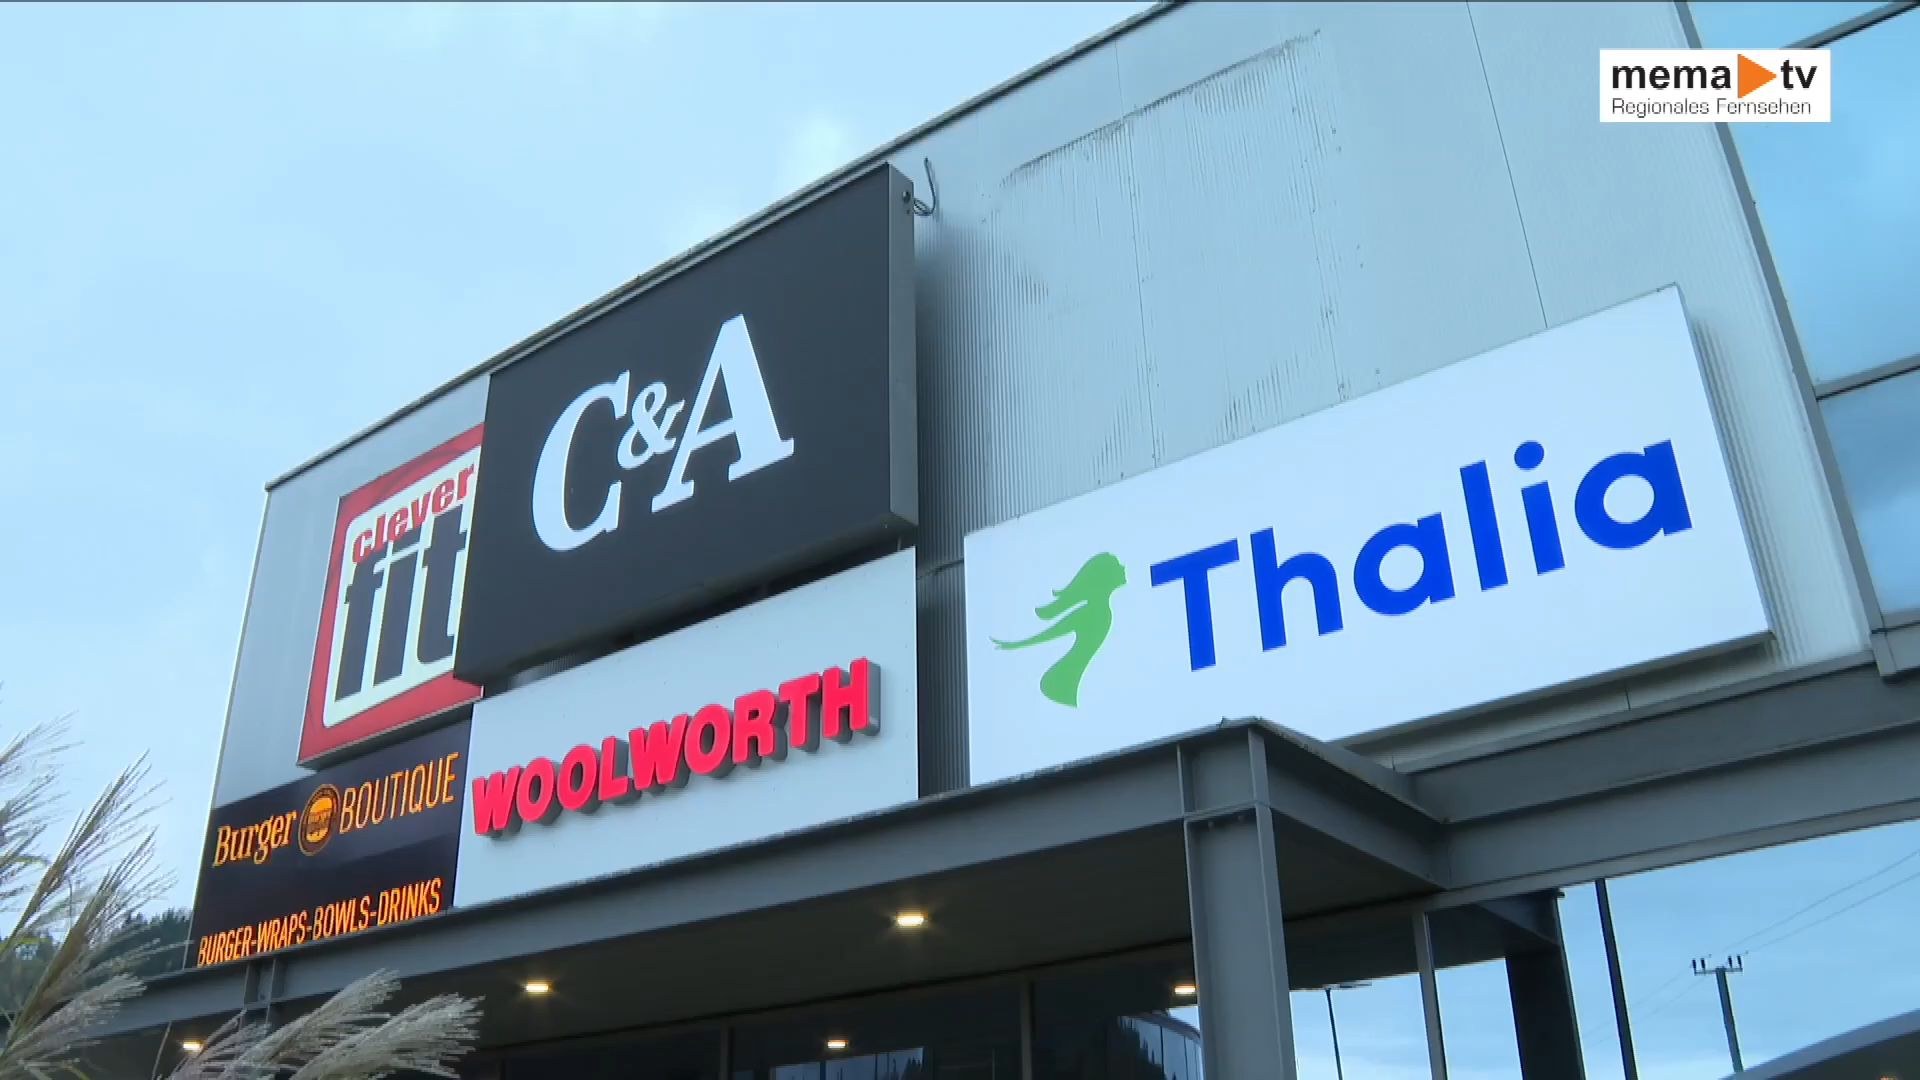 mema tv
Regionales Fernsehen
C&A
clever
fit
Thalia
WOOLWORTH
Burger BOUTIQUE
BURGER-WRAPS-BOWLS-DRINKS